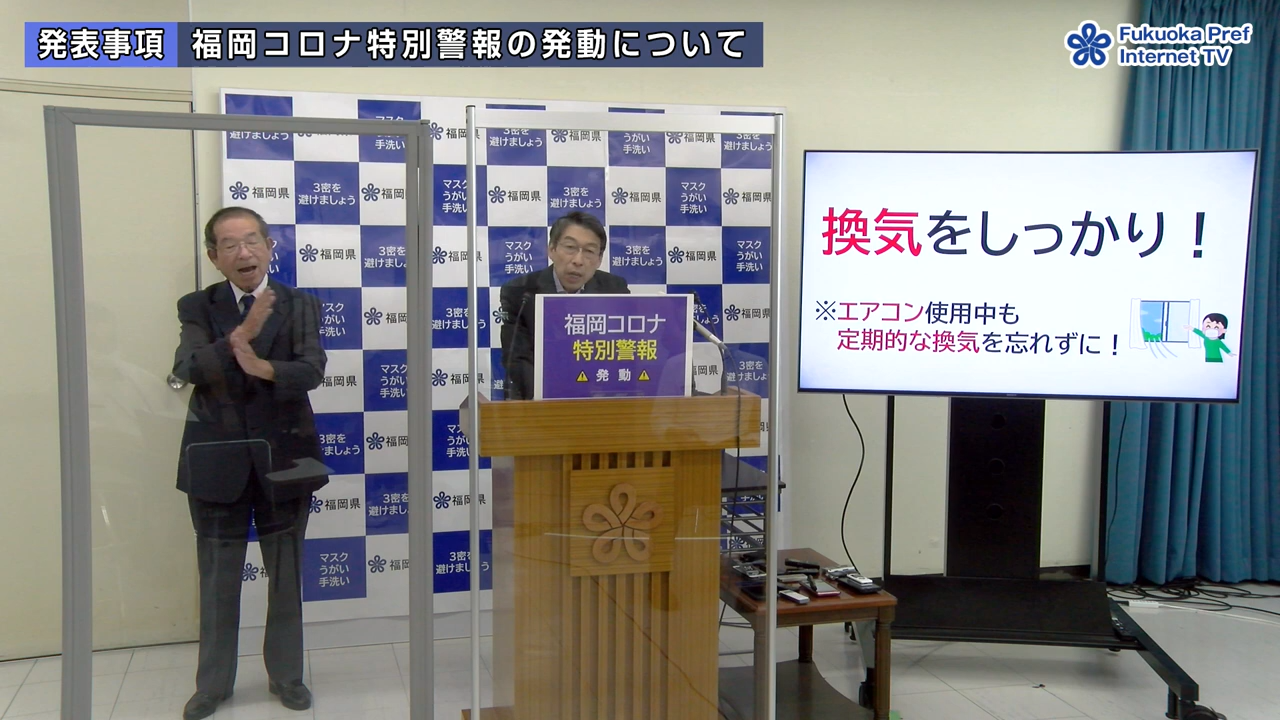 発表事項
福岡コロナ特別警報の発動について
Fukuoka Pref
Internet TV
換気をしっかり！
※エアコン使用中も
定期的な換気を忘れずに！
福岡コロナ
特別警報
発動
福岡県
3密を
避けましょう
マスク
うがい
手洗い